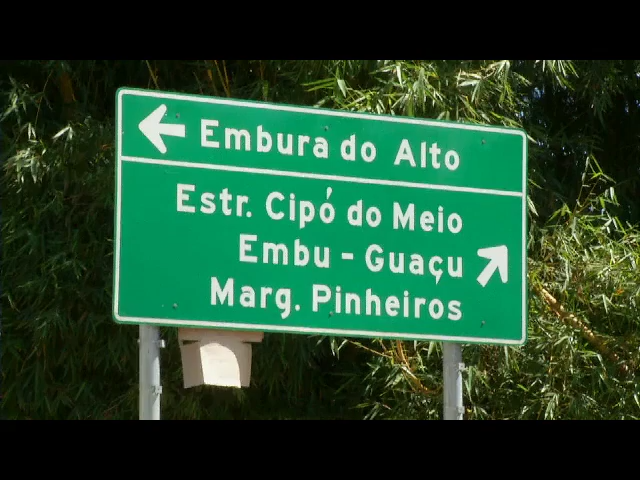 Embura do Alto
Estr. Cipó do Meio
Embu - Guaçu
Marg. Pinheiros